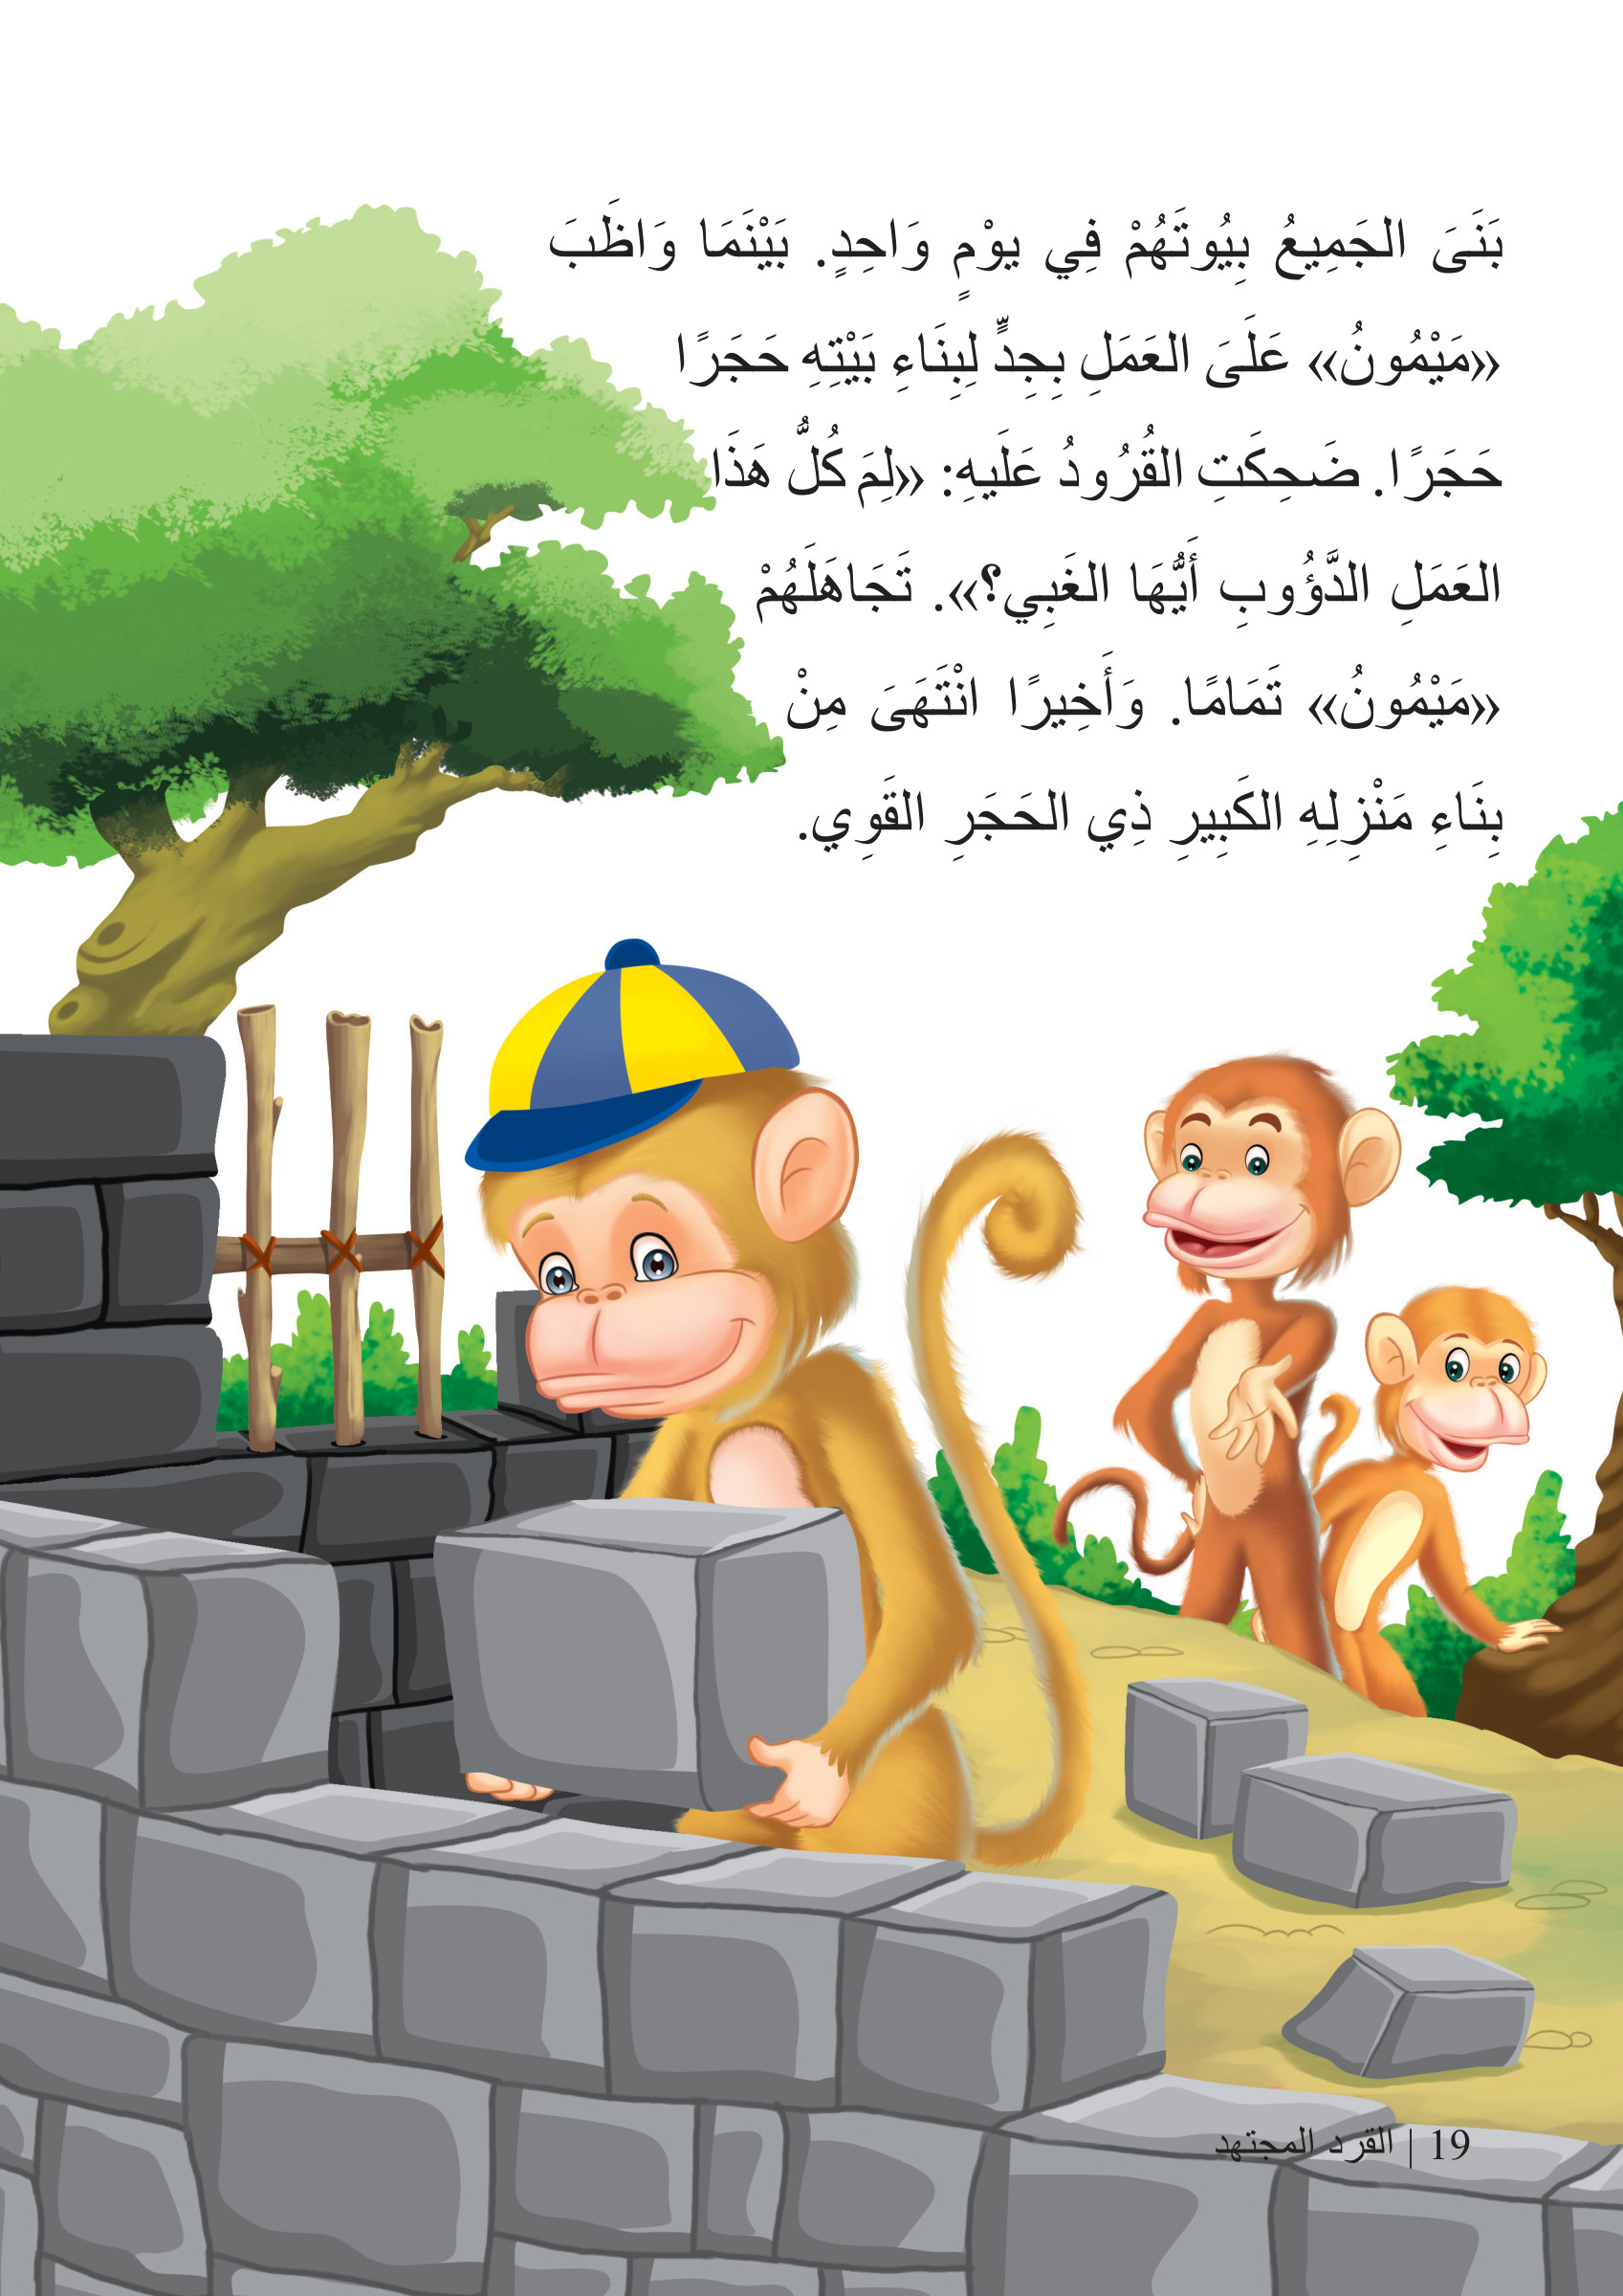 بَنَىَ الجَمِيعُ بِيُوتَهُمْ فِي يوْمٍ وَاحِدٍ. بَيْنَمَا وَاظَبَ
«مَيْمُونُ» عَلَىَ العَمَلِ بِجِدٍّ لِبِنَاءِ بَيْتِهِ حَجَرًا
حَجَرًا. ضَحِكَتِ القُرُودُ عَلَيهِ: «لِمَ كُلُّ هَذَا
العَمَلِ الدَّؤُوبِ أَيُّهَا الغَبِي؟». تَجَاهَلَهُمْ
«مَيْمُونُ» تَمَامًا. وَأَخِيرًا انْتَهَىَ مِنْ
بِنَاءِ مَنْزِلِهِ الكَبِيرِ ذِي الحَجَرِ القَوِي.
19 | القرد المجتهد